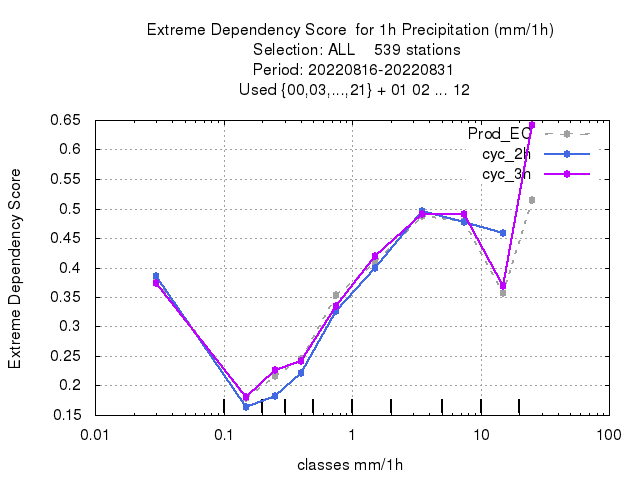 Extreme Dependency Score  for 1h Precipitation (mm/1h)
Selection: ALL    539 stations
Period: 20220816-20220831
Used {00,03,...,21} + 01 02 ... 12
Prod_EC
cyc_2h
cyc_3h
Extreme Dependency Score
0.65
0.6
0.55
0.5
0.45
0.4
0.35
0.3
0.25
0.2
0.15
0.01
0.1
1
10
100
classes mm/1h